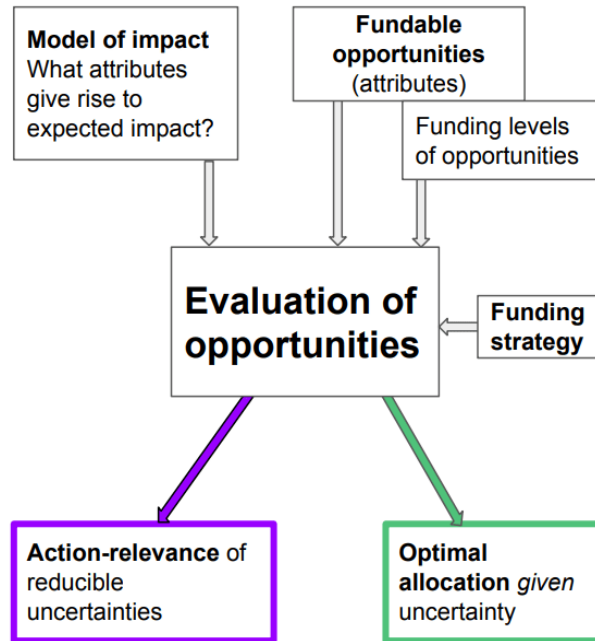 Model of impact
What attributes
give rise to
expected impact?
Fundable
opportunities
(attributes)
Funding levels
of opportunities
Evaluation of
opportunities
Funding
strategy
Action-relevance of
reducible
uncertainties
Optimal
allocation given
uncertainty